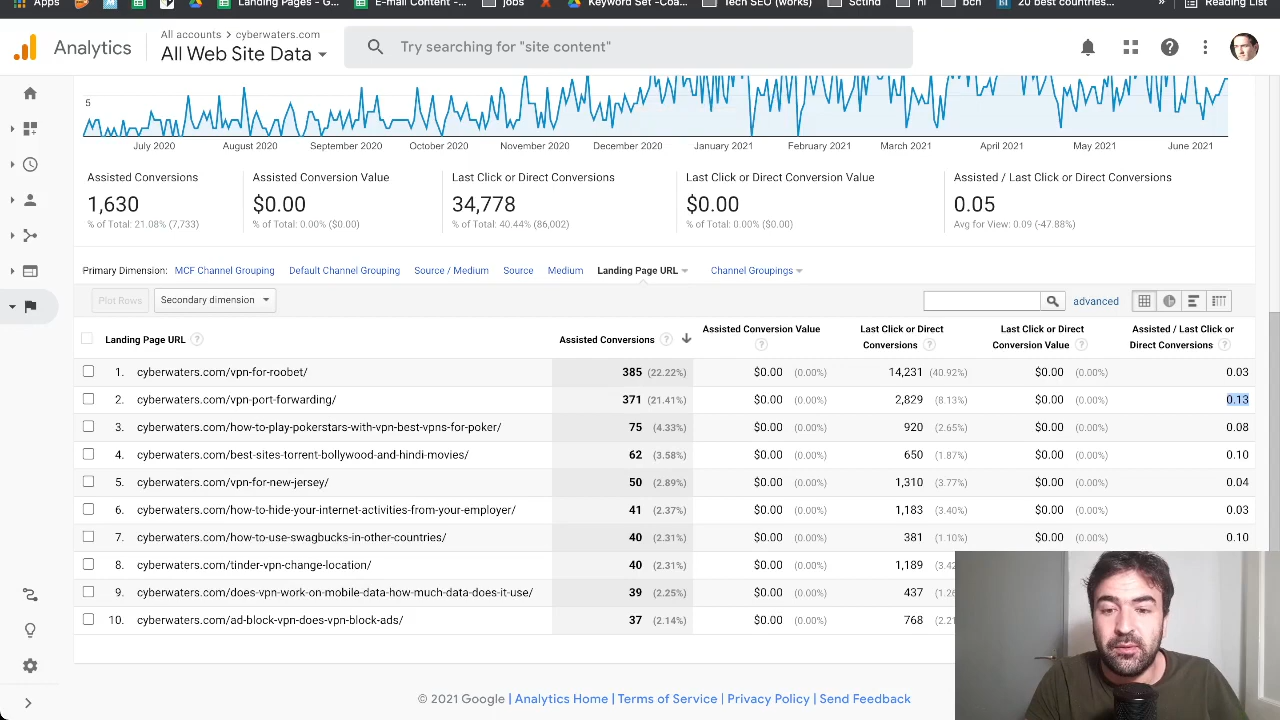 Apps
Landing Pages - G...
E-mail Content -...
Jobs
Keyword Set -Coa...
Tech SEO (works)
Sctind
hl
bcn
20 best countries...
»
Reading List
Analytics
All accounts > cyberwaters.com
All Web Site Data
Try searching for "site content"
5
July 2020 August 2020 September 2020 October 2020 November 2020 December 2020 January 2021 February 2021 March 2021 April 2021 May 2021 June 2021
Assisted Conversions
1,630
% of Total: 21.08% (7,733)
Assisted Conversion Value
$0.00
% of Total: 0.00% ($0.00)
Last Click or Direct Conversions
34,778
% of Total: 40.44% (86,002)
Last Click or Direct Conversion Value
$0.00
% of Total: 0.00% ($0.00)
Assisted / Last Click or Direct Conversions
0.05
Avg for View: 0.09 (-47.88%)
Primary Dimension: MCF Channel Grouping Default Channel Grouping Source / Medium Source Medium Landing Page URL Channel Groupings
Plot Rows Secondary dimension advanced
Landing Page URL ? Assisted Conversions ? Assisted Conversion Value ? Last Click or Direct Conversions ? Last Click or Direct Conversion Value ? Assisted / Last Click or Direct Conversions ?
1. cyberwaters.com/vpn-for-roobet/ 385 (22.22%) $0.00 (0.00%) 14,231 (40.92%) $0.00 (0.00%) 0.03
2. cyberwaters.com/vpn-port-forwarding/ 371 (21.41%) $0.00 (0.00%) 2,829 (8.13%) $0.00 (0.00%) 0.13
3. cyberwaters.com/how-to-play-pokerstars-with-vpn-best-vpns-for-poker/ 75 (4.33%) $0.00 (0.00%) 920 (2.65%) $0.00 (0.00%) 0.08
4. cyberwaters.com/best-sites-torrent-bollywood-and-hindi-movies/ 62 (3.58%) $0.00 (0.00%) 650 (1.87%) $0.00 (0.00%) 0.10
5. cyberwaters.com/vpn-for-new-jersey/ 50 (2.89%) $0.00 (0.00%) 1,310 (3.77%) $0.00 (0.00%) 0.04
6. cyberwaters.com/how-to-hide-your-internet-activities-from-your-employer/ 41 (2.37%) $0.00 (0.00%) 1,183 (3.40%) $0.00 (0.00%) 0.03
7. cyberwaters.com/how-to-use-swagbucks-in-other-countries/ 40 (2.31%) $0.00 (0.00%) 381 (1.10%) $0.00 (0.00%) 0.10
8. cyberwaters.com/tinder-vpn-change-location/ 40 (2.31%) $0.00 (0.00%) 1,189
9. cyberwaters.com/does-vpn-work-on-mobile-data-how-much-data-does-it-use/ 39 (2.25%) $0.00 (0.00%) 437
10. cyberwaters.com/ad-block-vpn-does-vpn-block-ads/ 37 (2.14%) $0.00 (0.00%) 768
© 2021 Google | Analytics Home | Terms of Service | Privacy Policy | Send Feedback